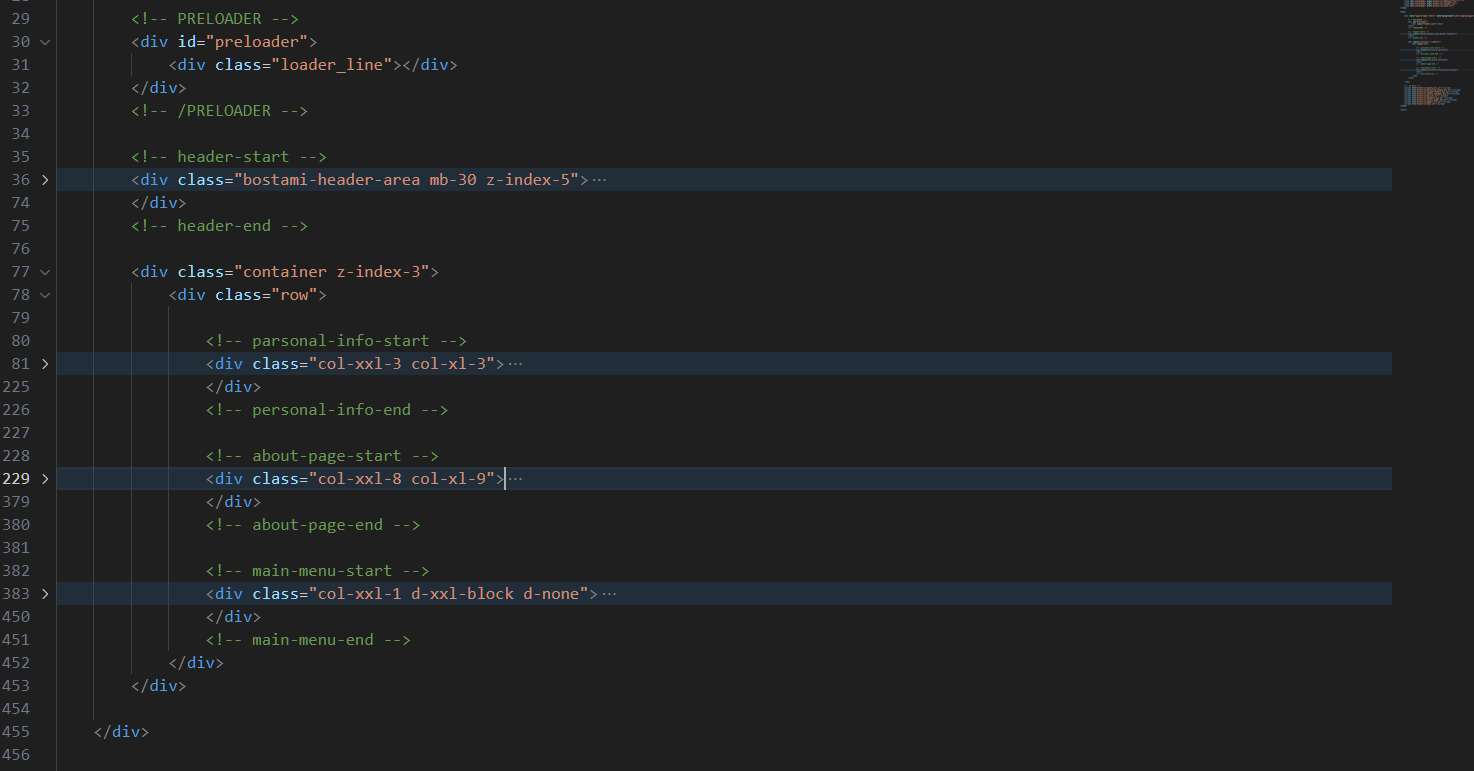 29 <!-- PRELOADER -->
30 <div id="preloader">
31 <div class="loader_line"></div>
32 </div>
33 <!-- /PRELOADER -->
34
35 <!-- header-start -->
36 <div class="bostami-header-area mb-30 z-index-5">···
74 </div>
75 <!-- header-end -->
76
77 <div class="container z-index-3">
78 <div class="row">
79
80 <!-- parsonal-info-start -->
81 <div class="col-xxl-3 col-xl-3">···
225 </div>
226 <!-- personal-info-end -->
227
228 <!-- about-page-start -->
229 <div class="col-xxl-8 col-xl-9">···
379 </div>
380 <!-- about-page-end -->
381
382 <!-- main-menu-start -->
383 <div class="col-xxl-1 d-xxl-block d-none">···
450 </div>
451 <!-- main-menu-end -->
452 </div>
453 </div>
454
455 </div>
456